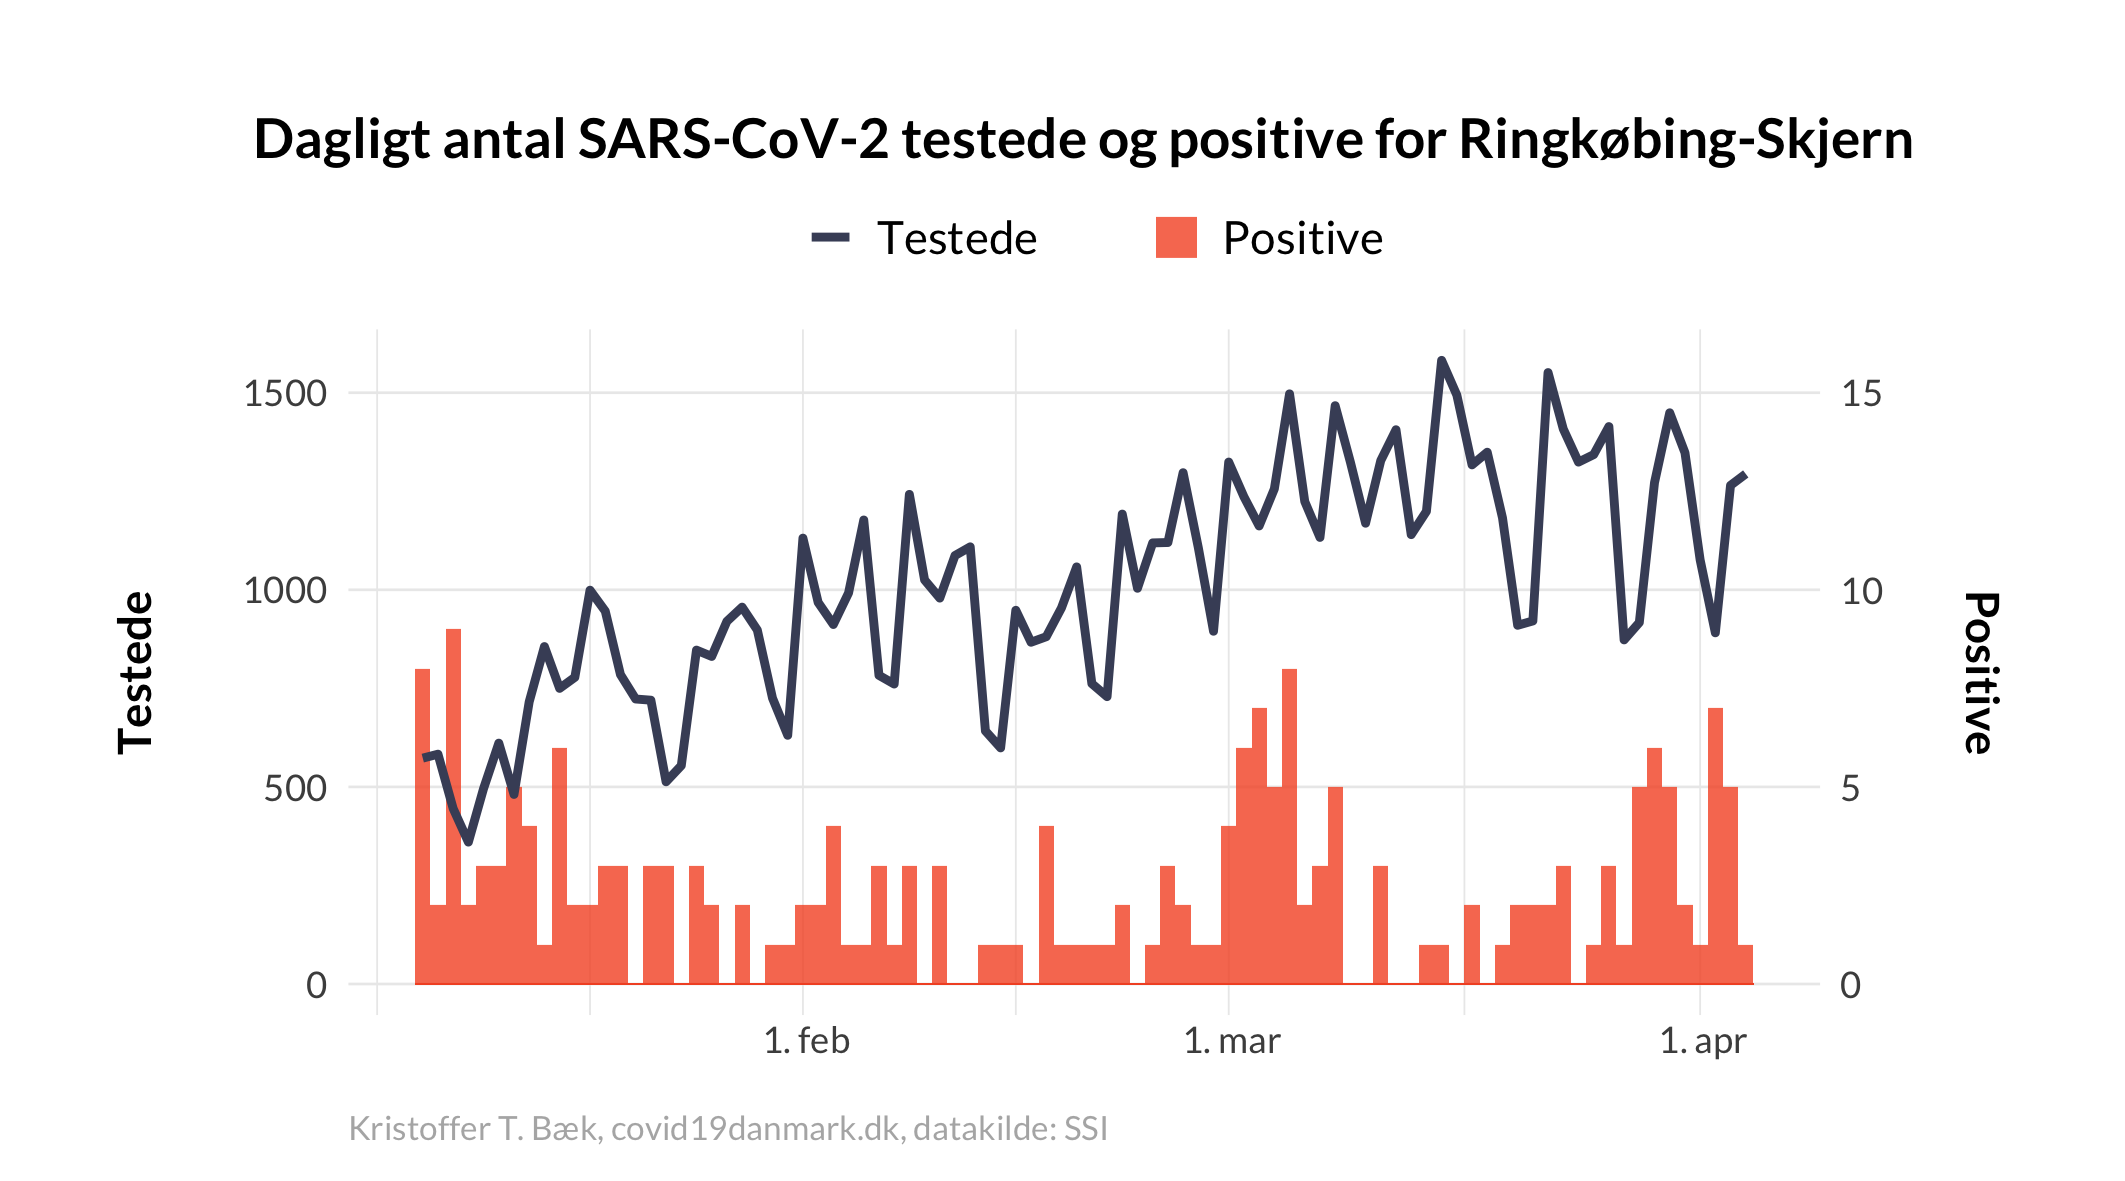 Dagligt antal SARS-CoV-2 testede og positive for Ringkøbing-Skjern
Testede Positive
1500 15
1000 10
500 5
0 0
Testede
Positive
1. feb 1. mar 1. apr
Kristoffer T. Bæk, covid19danmark.dk, datakilde: SSI